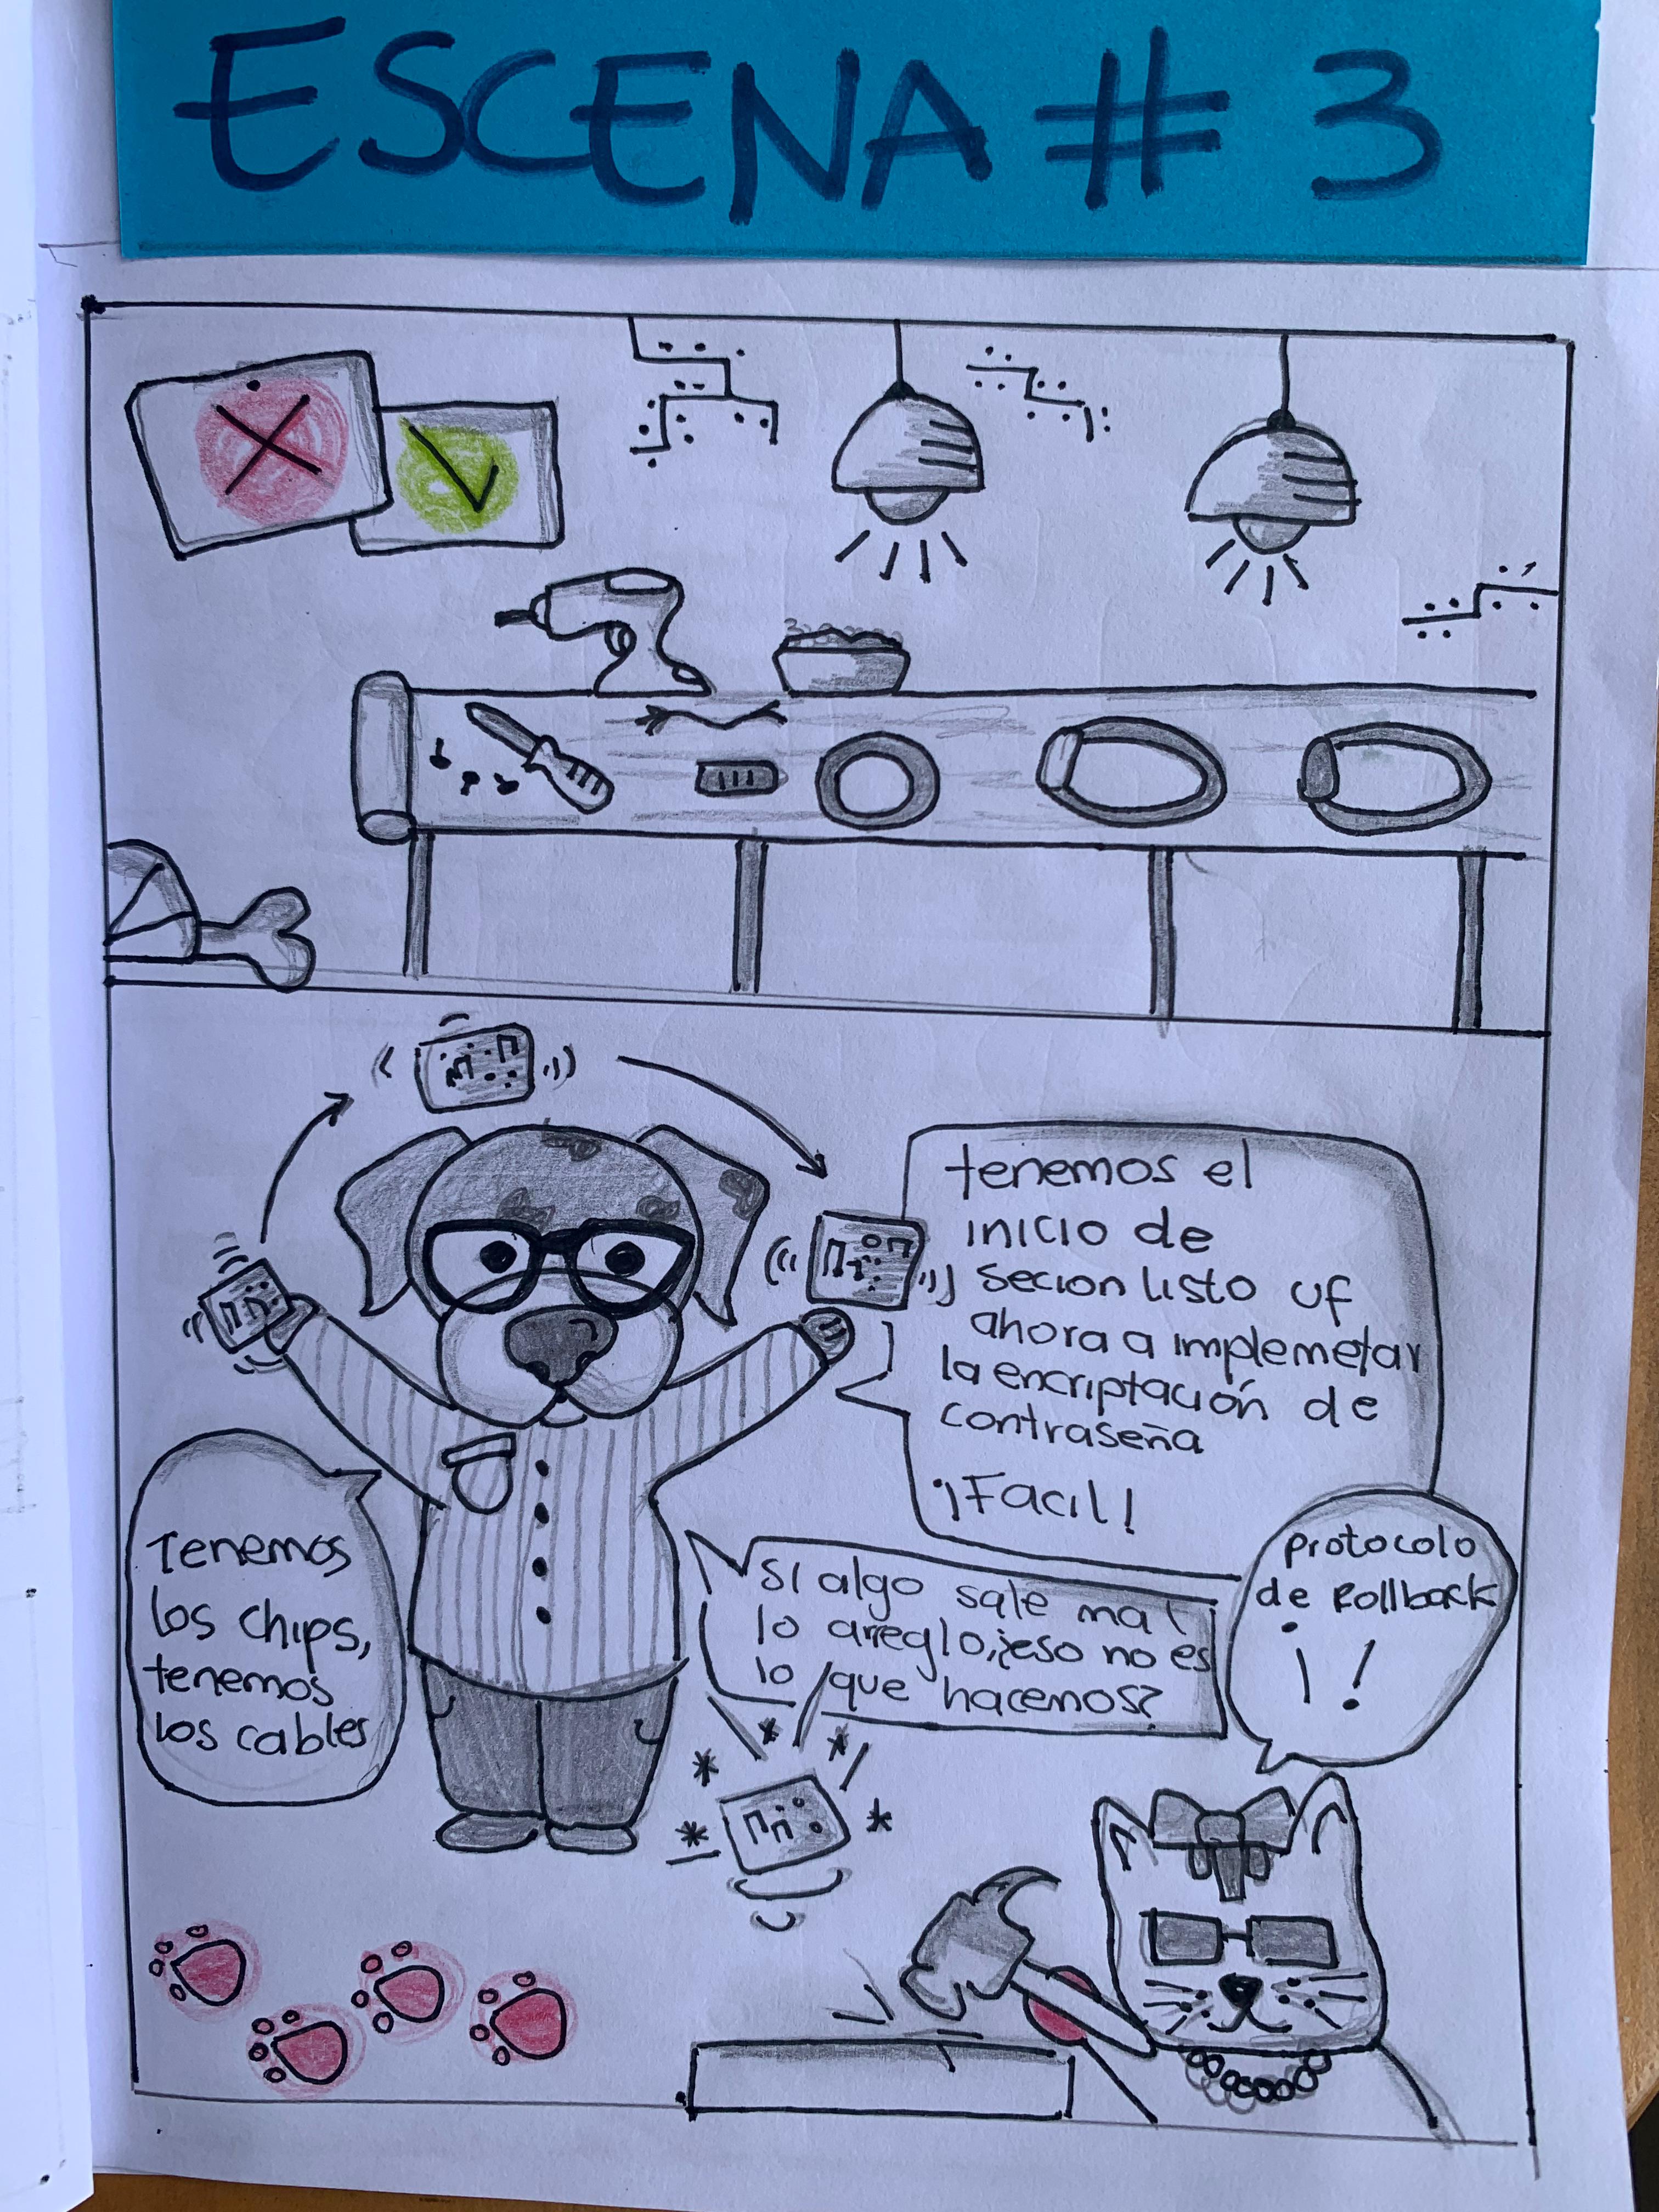 ESCENA # 3
tenemos el
inicio de
secion listo uf
ahora a implemetar
la encriptación de
contraseña
¡Facil!
Tenemos
los chips,
tenemos
los cables
Si algo sale mal
lo arreglo,¿eso no es
lo que hacemos?
Protocolo
de Rollback
¡!